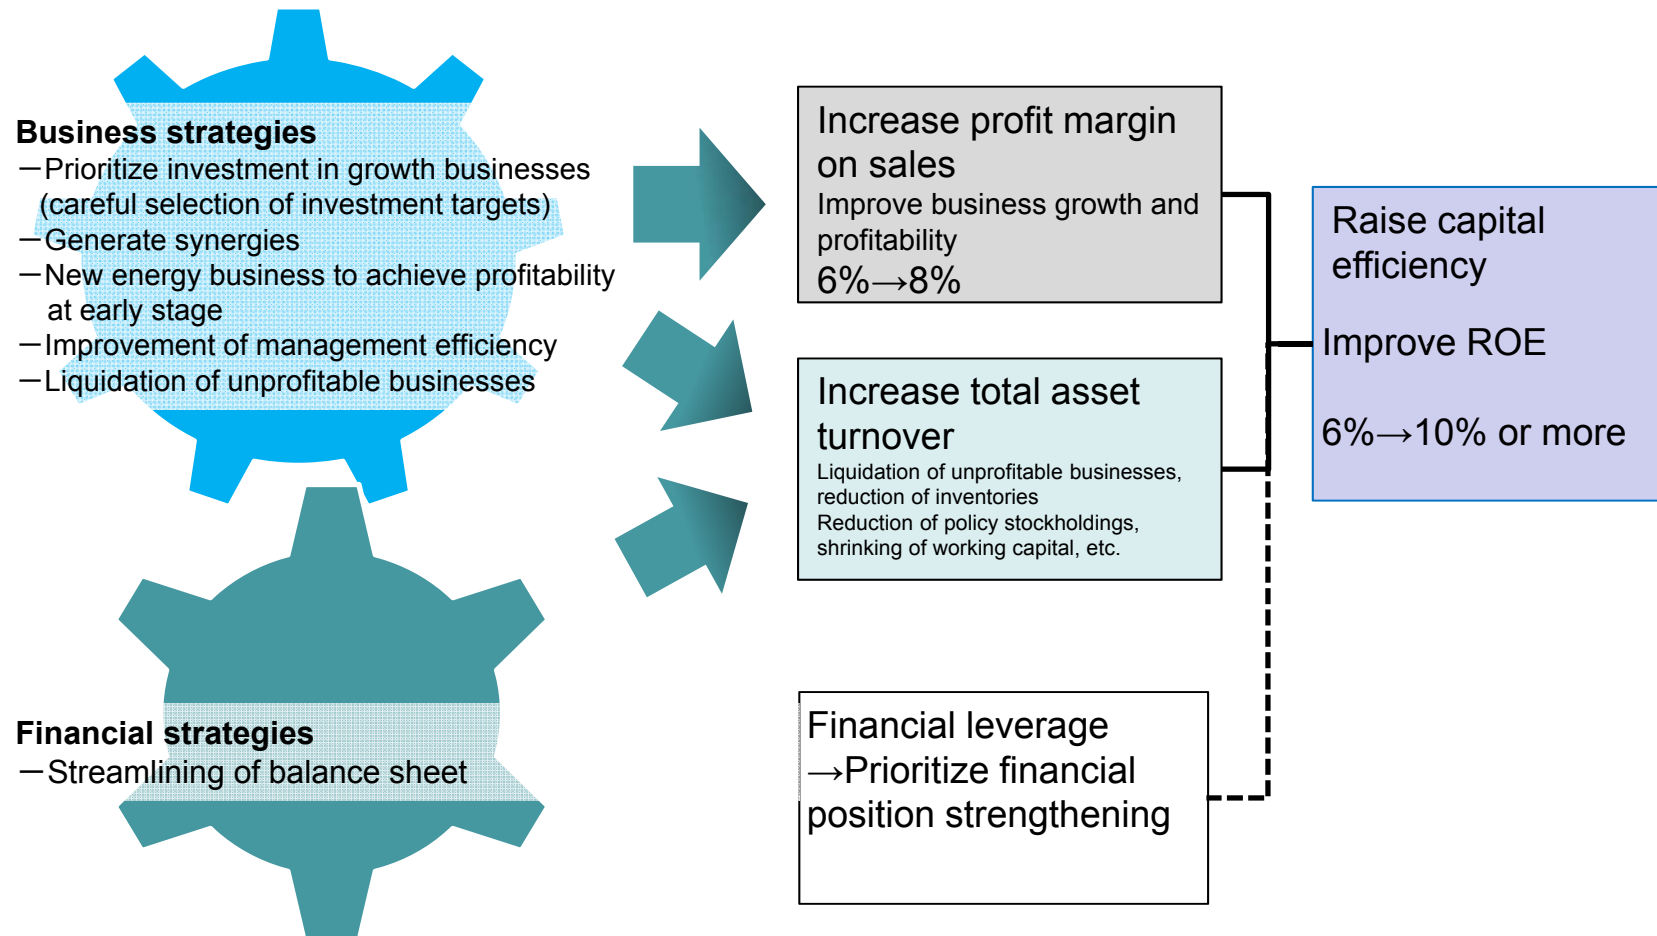 Business strategies
－Prioritize investment in growth businesses
(careful selection of investment targets)
－Generate synergies
－New energy business to achieve profitability
at early stage
－Improvement of management efficiency
－Liquidation of unprofitable businesses
Financial strategies
－Streamlining of balance sheet
Increase profit margin
on sales
Improve business growth and
profitability
6%→8%
Increase total asset
turnover
Liquidation of unprofitable businesses,
reduction of inventories
Reduction of policy stockholdings,
shrinking of working capital, etc.
Financial leverage
→Prioritize financial
position strengthening
Raise capital
efficiency
Improve ROE
6%→10% or more